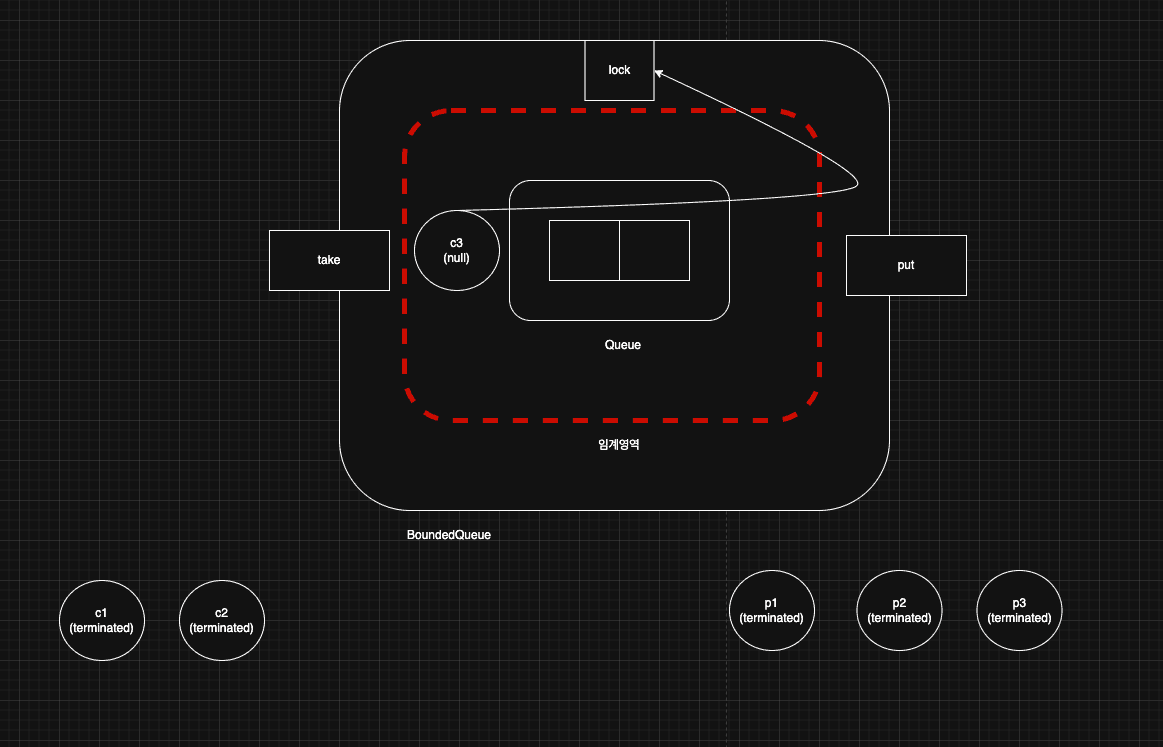 lock
c3
(null)
take
put
Queue
임계영역
BoundedQueue
c1
(terminated)
c2
(terminated)
p1
(terminated)
p2
(terminated)
p3
(terminated)